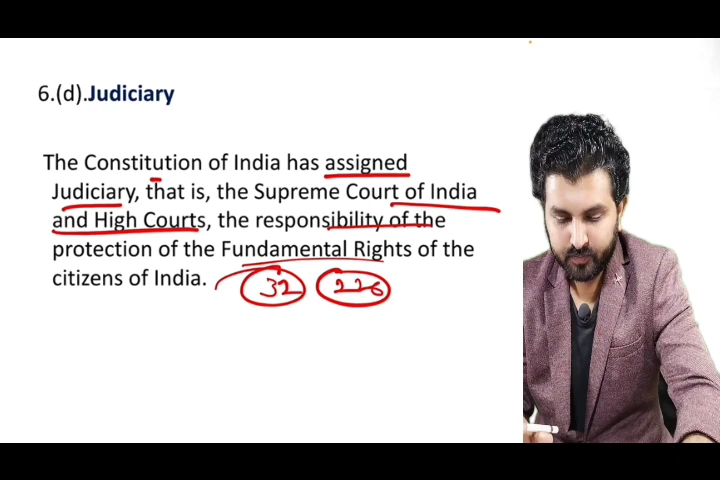 6.(d).Judiciary
The Constitution of India has assigned
Judiciary, that is, the Supreme Court of India
and High Courts, the responsibility of the
protection of the Fundamental Rights of the
citizens of India.
32 226